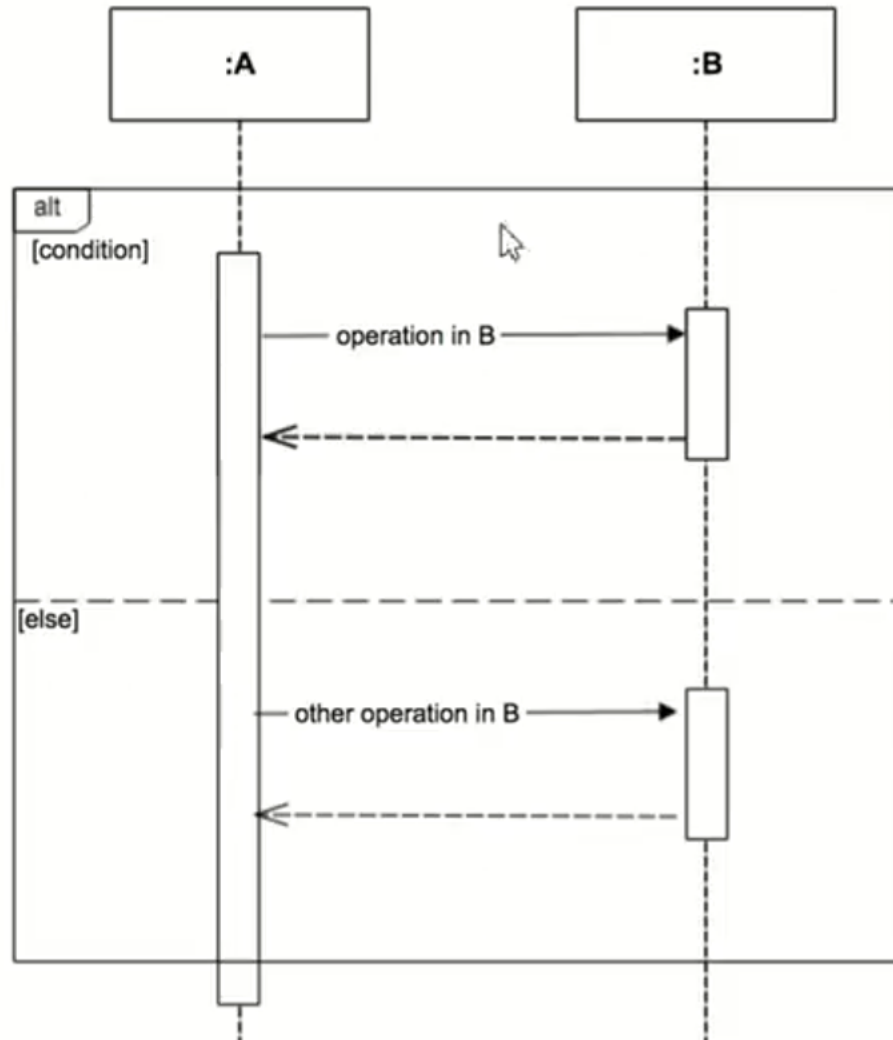 :A
:B
alt
[condition]
operation in B
[else]
other operation in B